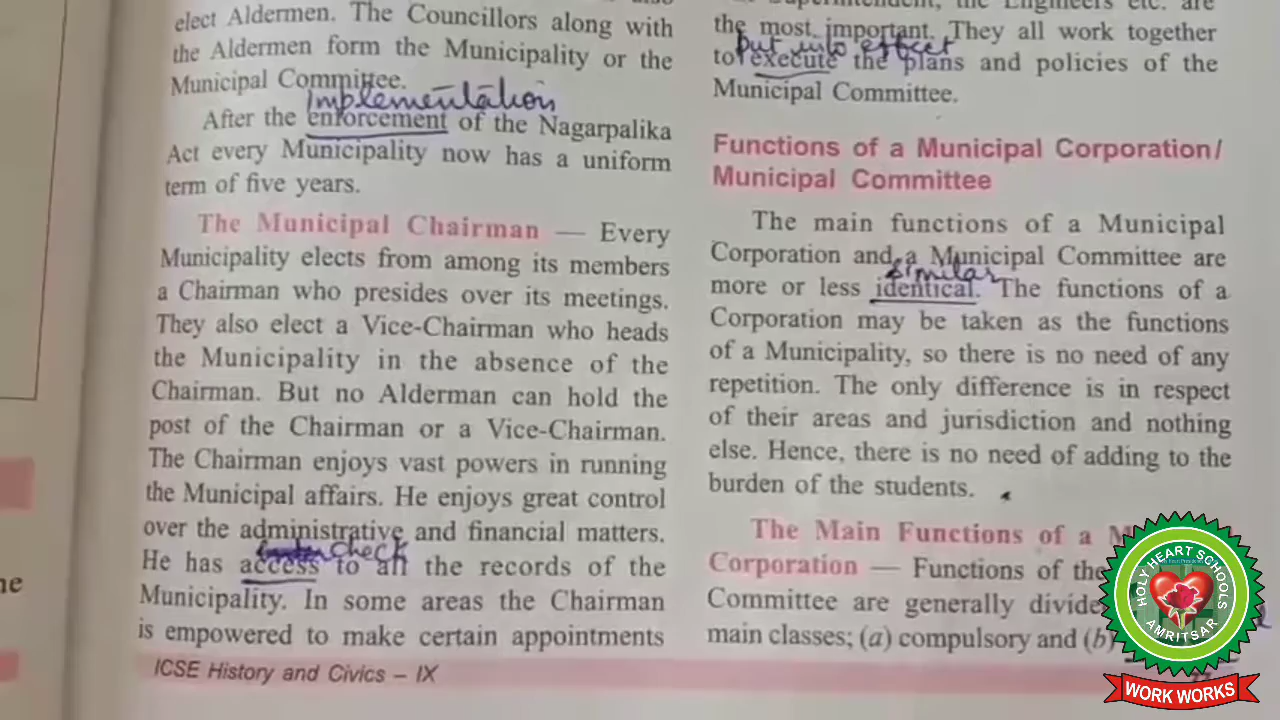 elect Aldermen. The Councillors along with
the Aldermen form the Municipality or the
Municipal Committee.
Implementation
After the enforcement of the Nagarpalika
Act every Municipality now has a uniform
term of five years.
The Municipal Chairman — Every
Municipality elects from among its members
a Chairman who presides over its meetings.
They also elect a Vice-Chairman who heads
the Municipality in the absence of the
Chairman. But no Alderman can hold the
post of the Chairman or a Vice-Chairman.
The Chairman enjoys vast powers in running
the Municipal affairs. He enjoys great control
over the administrative and financial matters.
check
He has access to all the records of the
Municipality. In some areas the Chairman
is empowered to make certain appointments
ICSE History and Civics – IX
Superintendent, the Engineers etc. are
the most important. They all work together
put into effect
to execute the plans and policies of the
Municipal Committee.
Functions of a Municipal Corporation/
Municipal Committee
The main functions of a Municipal
Corporation and a Municipal Committee are
similar
more or less identical. The functions of a
Corporation may be taken as the functions
of a Municipality, so there is no need of any
repetition. The only difference is in respect
of their areas and jurisdiction and nothing
else. Hence, there is no need of adding to the
burden of the students.
The Main Functions of a M
Corporation — Functions of the
Committee are generally divide
main classes; (a) compulsory and (b)
HOLY HEART SCHOOLS
AMRITSAR
WORK WORKS